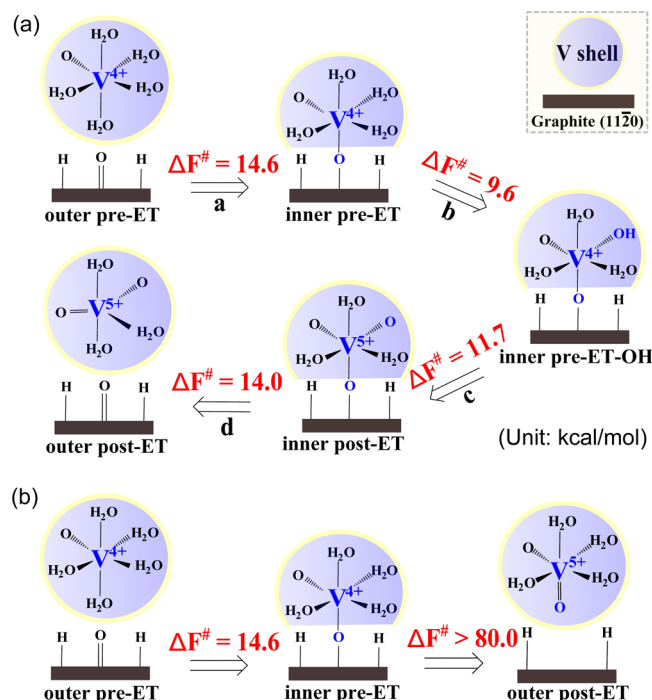 (a)
H₂O
O
H₂O
V⁴⁺
H₂O
H₂O
H₂O
H O H
outer pre-ET
ΔF^# = 14.6
a
H₂O
O
H₂O
V⁴⁺
H₂O
H₂O
H O H
inner pre-ET
ΔF^# = 9.6
b
V shell
Graphite (112̄0)
H₂O
O
OH
V⁴⁺
H₂O
H₂O
H O H
inner pre-ET-OH
ΔF^# = 11.7
c
H₂O
O
O
V⁵⁺
H₂O
H₂O
H O H
inner post-ET
ΔF^# = 14.0
d
H₂O
O
O
V⁵⁺
H₂O
H₂O
H O H
outer post-ET
(Unit: kcal/mol)
(b)
H₂O
O
H₂O
V⁴⁺
H₂O
H₂O
H₂O
H O H
outer pre-ET
ΔF^# = 14.6
H₂O
O
H₂O
V⁴⁺
H₂O
H₂O
H O H
inner pre-ET
ΔF^# > 80.0
H₂O
O
H₂O
V⁵⁺
H₂O
H₂O
O
H H
outer post-ET